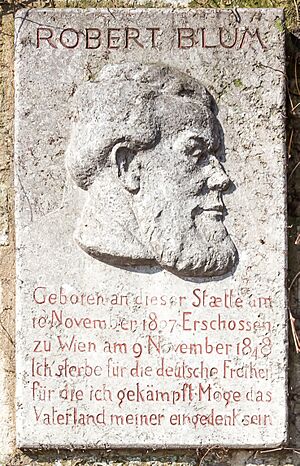 ROBERT BLUM
Geboren an dieser Stætte am
10 November 1807 · Erschossen
zu Wien am 9 November 1848
Ich sterbe für die deutsche Freiheit
für die ich gekämpft · Möge das
Vaterland meiner eingedenk sein